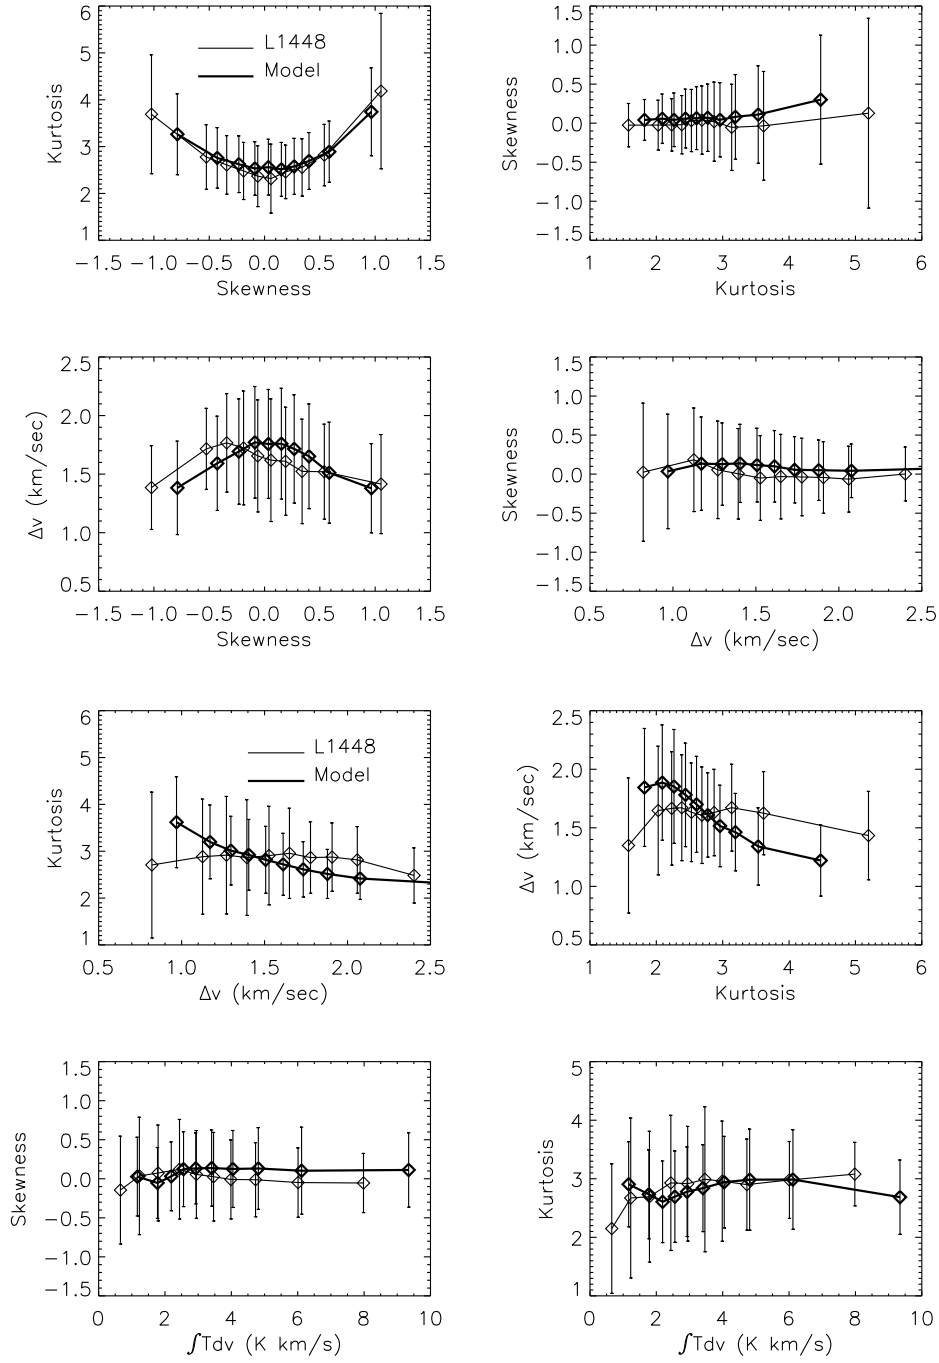 6
5
4
3
2
1
Kurtosis
L1448
Model
−1.5 −1.0 −0.5 0.0 0.5 1.0 1.5
Skewness
1.5
1.0
0.5
0.0
−0.5
−1.0
−1.5
Skewness
1 2 3 4 5 6
Kurtosis
2.5
2.0
1.5
1.0
0.5
Δv (km/sec)
−1.5 −1.0 −0.5 0.0 0.5 1.0 1.5
Skewness
1.5
1.0
0.5
0.0
−0.5
−1.0
−1.5
Skewness
0.5 1.0 1.5 2.0 2.5
Δv (km/sec)
6
5
4
3
2
1
Kurtosis
L1448
Model
0.5 1.0 1.5 2.0 2.5
Δv (km/sec)
2.5
2.0
1.5
1.0
0.5
Δv (km/sec)
1 2 3 4 5 6
Kurtosis
1.5
1.0
0.5
0.0
−0.5
−1.0
−1.5
Skewness
0 2 4 6 8 10
∫Tdv (K km/s)
5
4
3
2
1
Kurtosis
0 2 4 6 8 10
∫Tdv (K km/s)